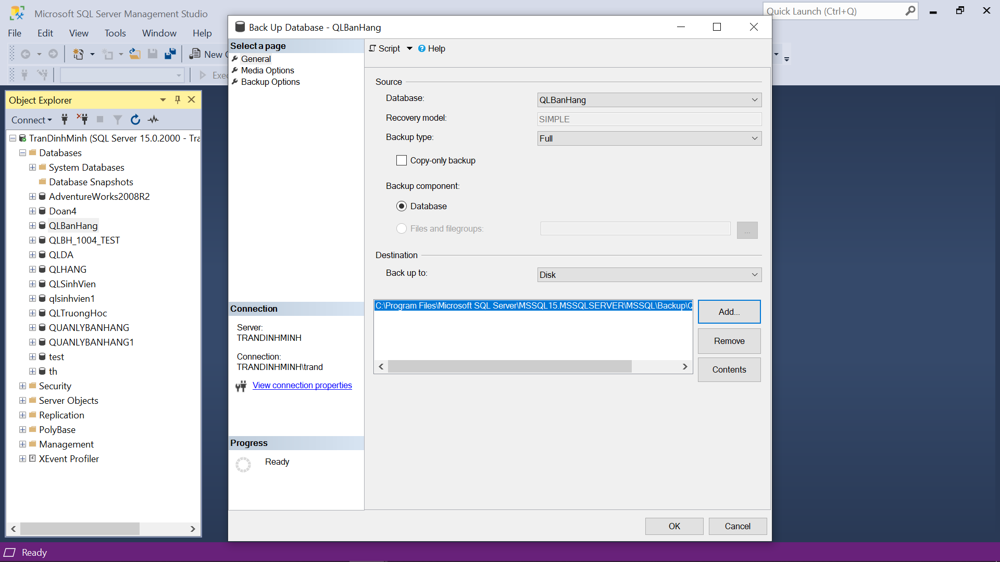 Microsoft SQL Server Management Studio
Quick Launch (Ctrl+Q)
File Edit View Tools Window Help
New
Exec
Object Explorer
Connect
TranDinhMinh (SQL Server 15.0.2000 - Tra
Databases
System Databases
Database Snapshots
AdventureWorks2008R2
Doan4
QLBanHang
QLBH_1004_TEST
QLDA
QLHANG
QLSinhVien
qlsinhvien1
QLTruongHoc
QUANLYBANHANG
QUANLYBANHANG1
test
th
Security
Server Objects
Replication
PolyBase
Management
XEvent Profiler
Back Up Database - QLBanHang
Select a page
General
Media Options
Backup Options
Connection
Server:
TRANDINHMINH
Connection:
TRANDINHMINH\trand
View connection properties
Progress
Ready
Script Help
Source
Database: QLBanHang
Recovery model: SIMPLE
Backup type: Full
Copy-only backup
Backup component:
Database
Files and filegroups: ...
Destination
Back up to: Disk
C:\Program Files\Microsoft SQL Server\MSSQL15.MSSQLSERVER\MSSQL\Backup\Q
Add...
Remove
Contents
OK Cancel
Ready